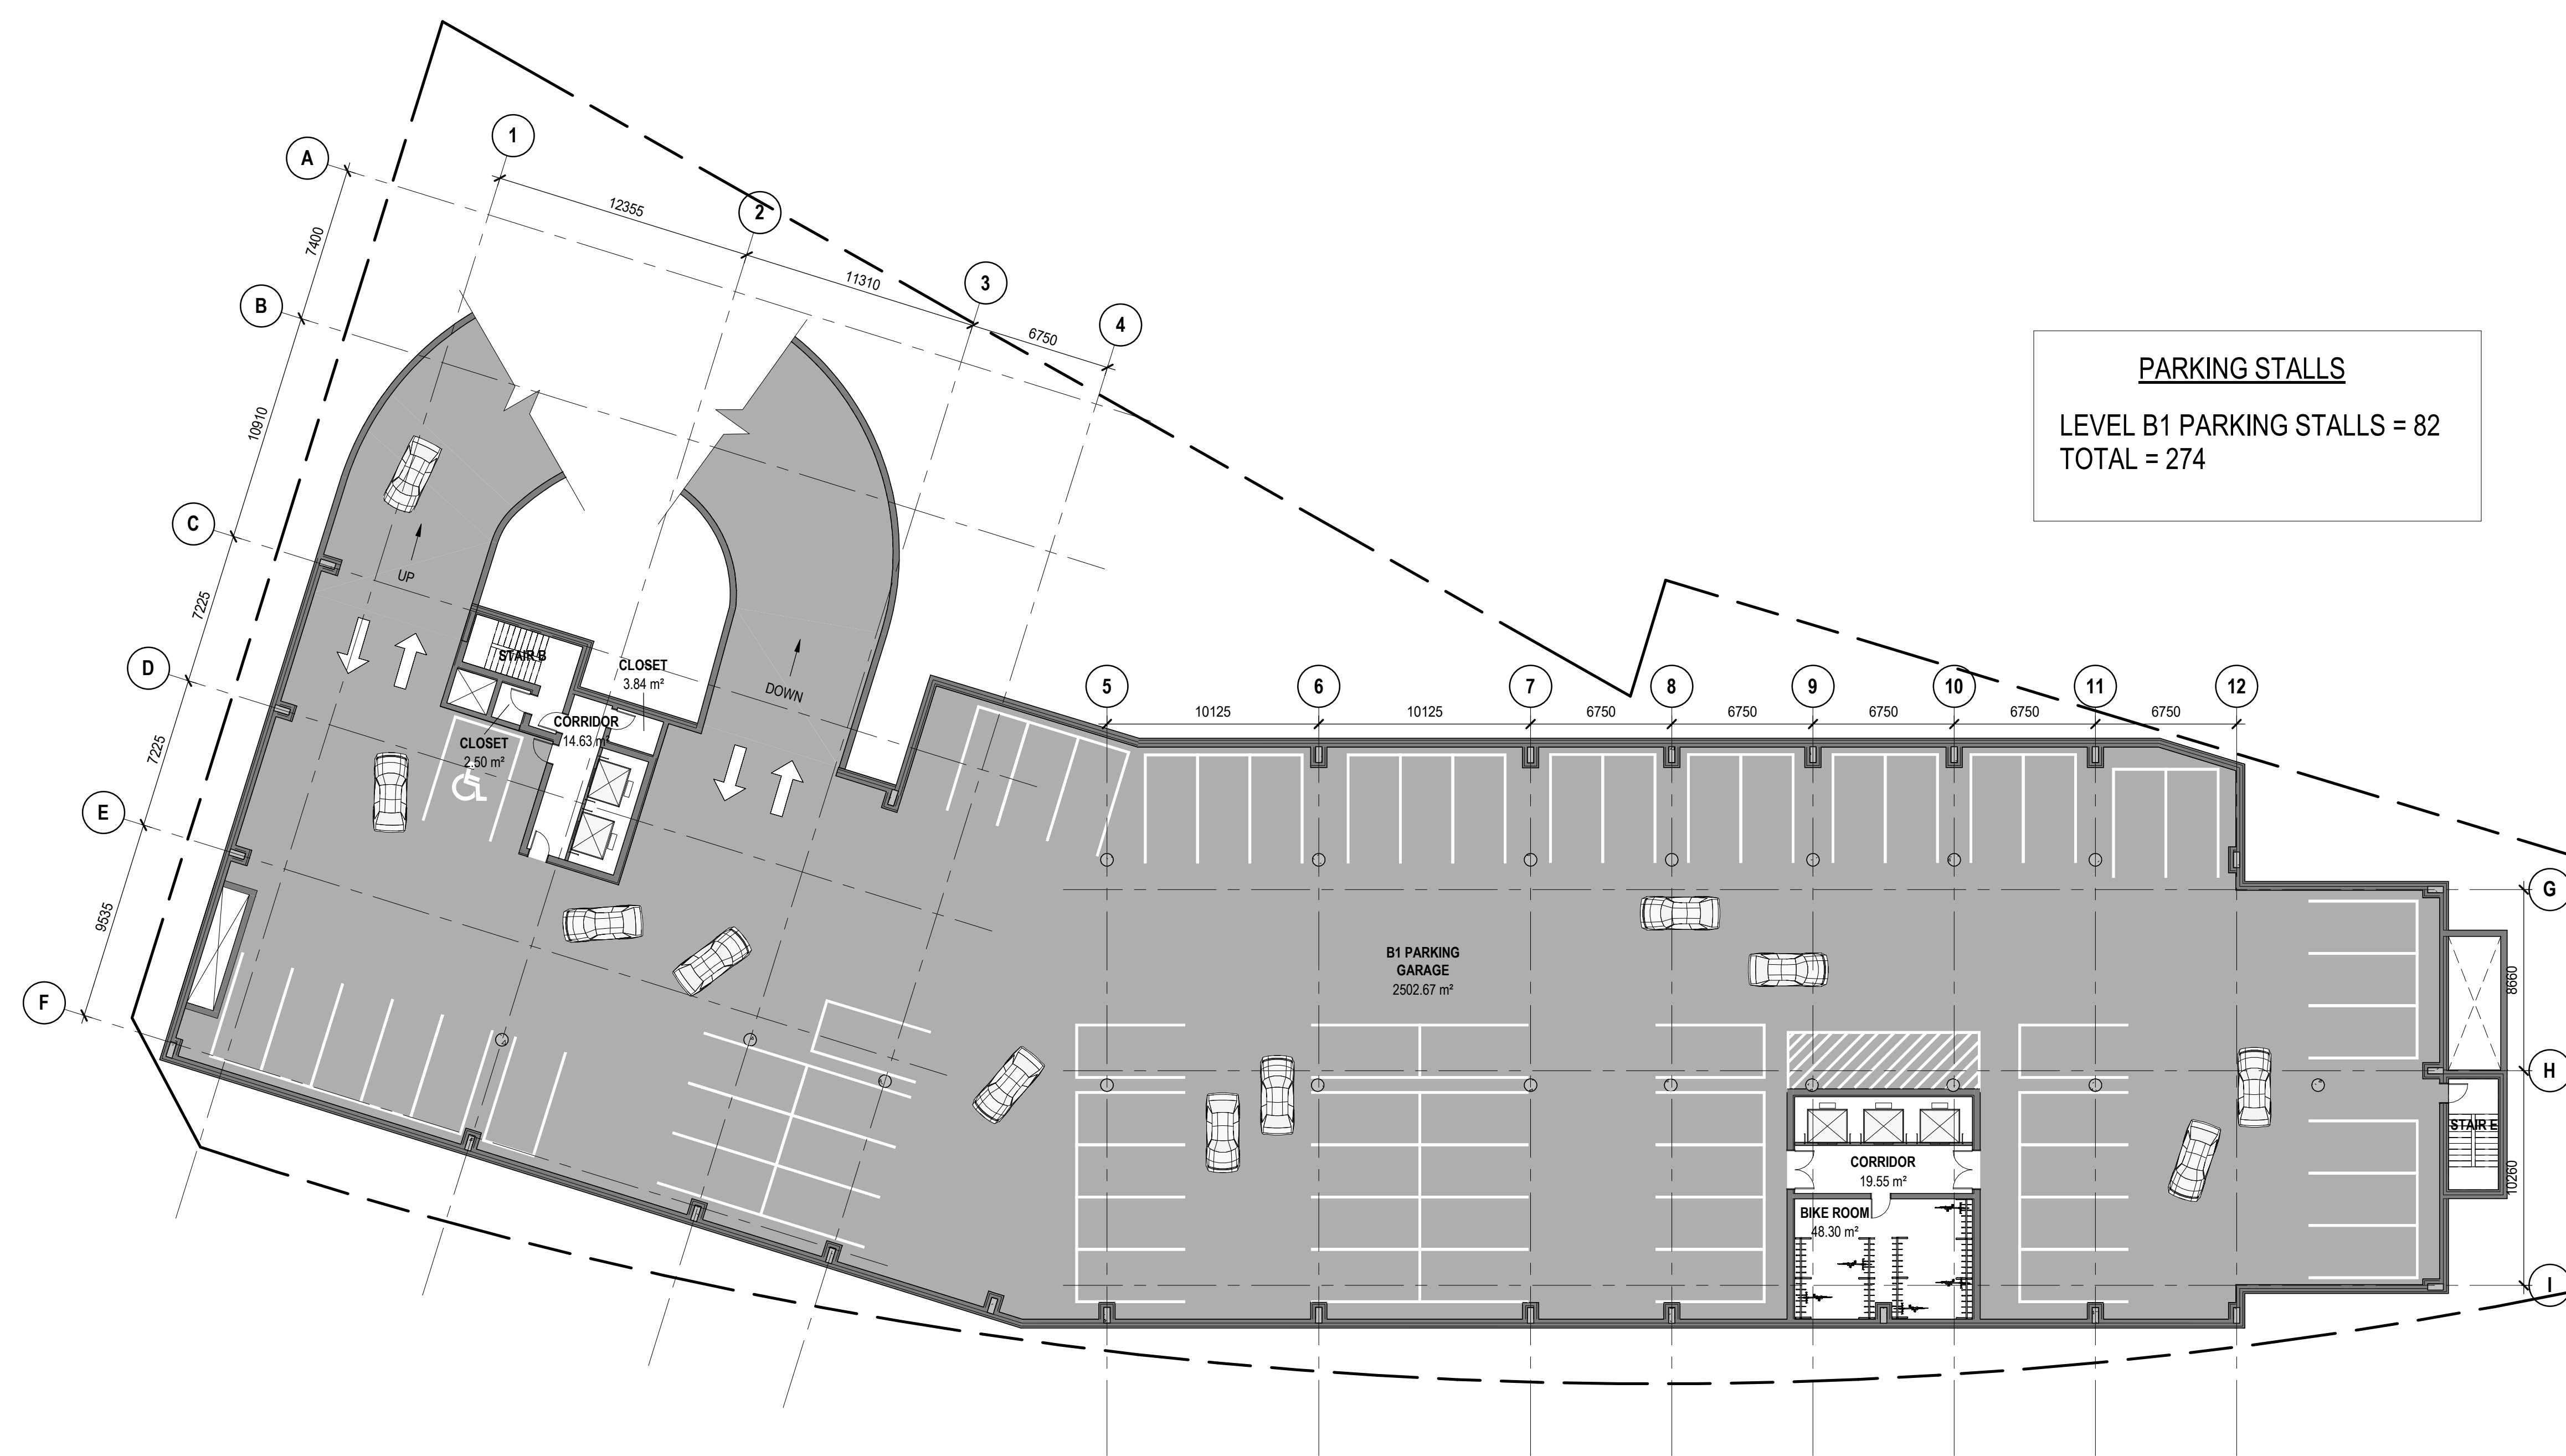 1
A
2
12355
7400
3
11310
B
4
6750
PARKING STALLS
LEVEL B1 PARKING STALLS = 82
TOTAL = 274
10910
C
UP
7225
D
STAIR B
CLOSET
3.84 m²
DOWN
5
6
7
8
9
10
11
12
10125
10125
6750
6750
6750
6750
6750
CORRIDOR
14.63 m²
CLOSET
2.50 m²
7225
E
9535
G
B1 PARKING
GARAGE
2502.67 m²
8660
F
H
STAIR E
CORRIDOR
19.55 m²
10260
BIKE ROOM
48.30 m²
I